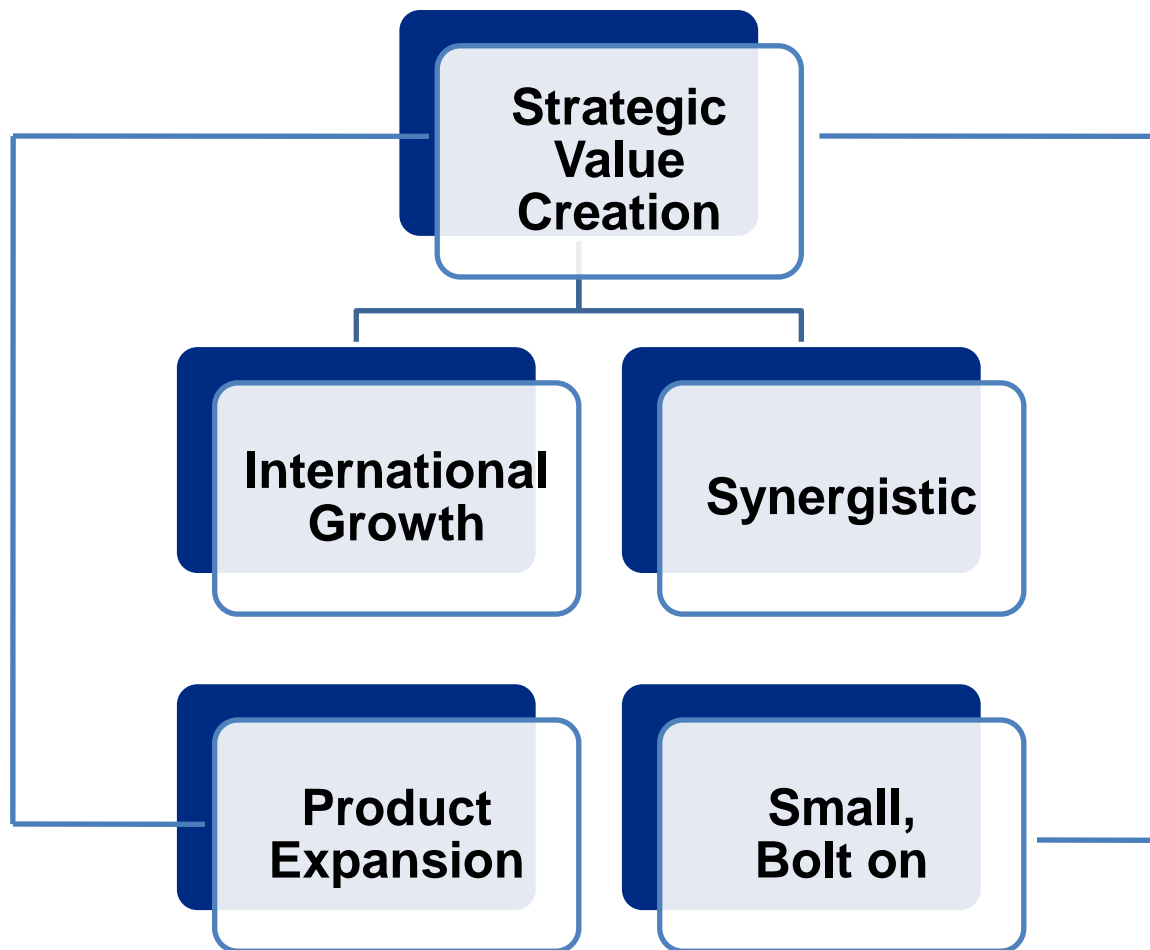 Strategic
Value
Creation
International
Growth
Synergistic
Product
Expansion
Small,
Bolt on